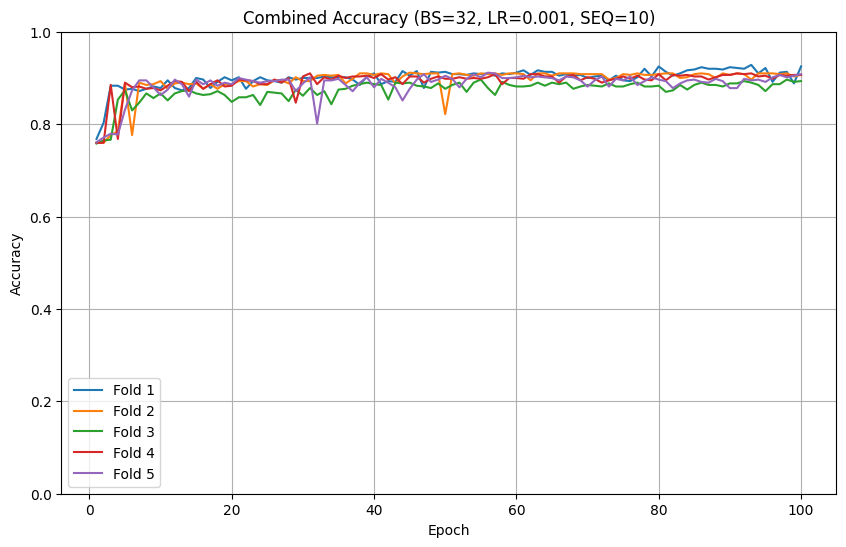 Combined Accuracy (BS=32, LR=0.001, SEQ=10)
1.0
0.8
0.6
0.4
0.2
0.0
Accuracy
Fold 1
Fold 2
Fold 3
Fold 4
Fold 5
0 20 40 60 80 100
Epoch